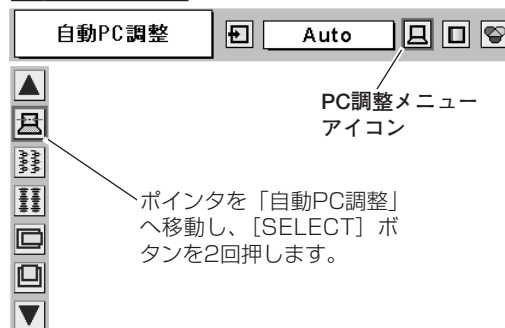 自動PC調整
Auto
PC調整メニュー
アイコン
ポインタを「自動PC調整」
へ移動し、［SELECT］ボ
タンを2回押します。